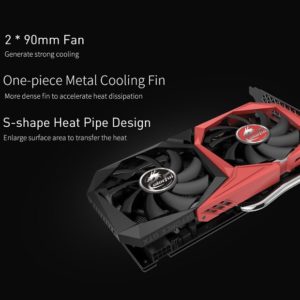 2 * 90mm Fan
Generate strong cooling
One-piece Metal Cooling Fin
More dense fin to accelerate heat dissipation
S-shape Heat Pipe Design
Enlarge surface area to transfer the heat